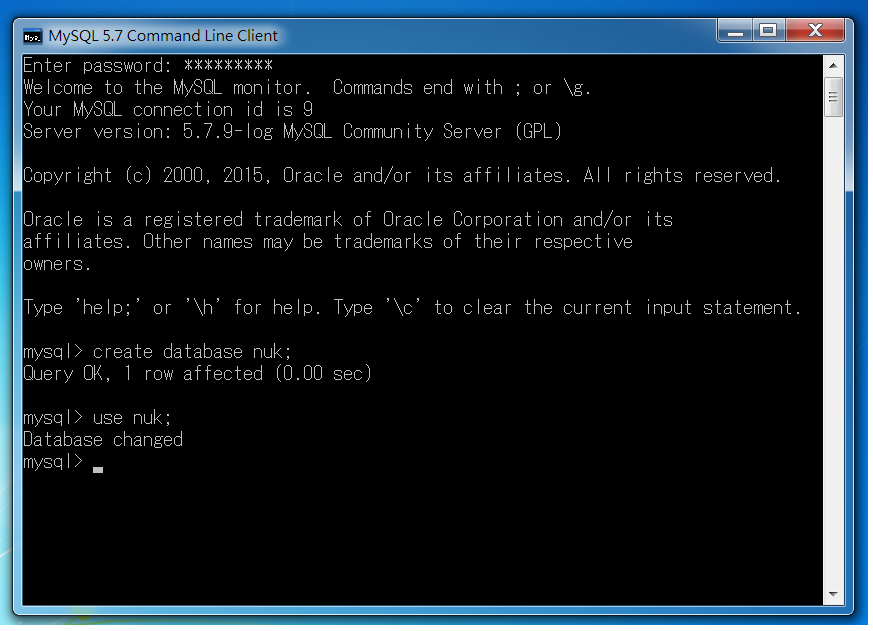 MySQL 5.7 Command Line Client
Enter password: *********
Welcome to the MySQL monitor.  Commands end with ; or \g.
Your MySQL connection id is 9
Server version: 5.7.9-log MySQL Community Server (GPL)
Copyright (c) 2000, 2015, Oracle and/or its affiliates. All rights reserved.
Oracle is a registered trademark of Oracle Corporation and/or its
affiliates. Other names may be trademarks of their respective
owners.
Type 'help;' or '\h' for help. Type '\c' to clear the current input statement.
mysql> create database nuk;
Query OK, 1 row affected (0.00 sec)
mysql> use nuk;
Database changed
mysql>